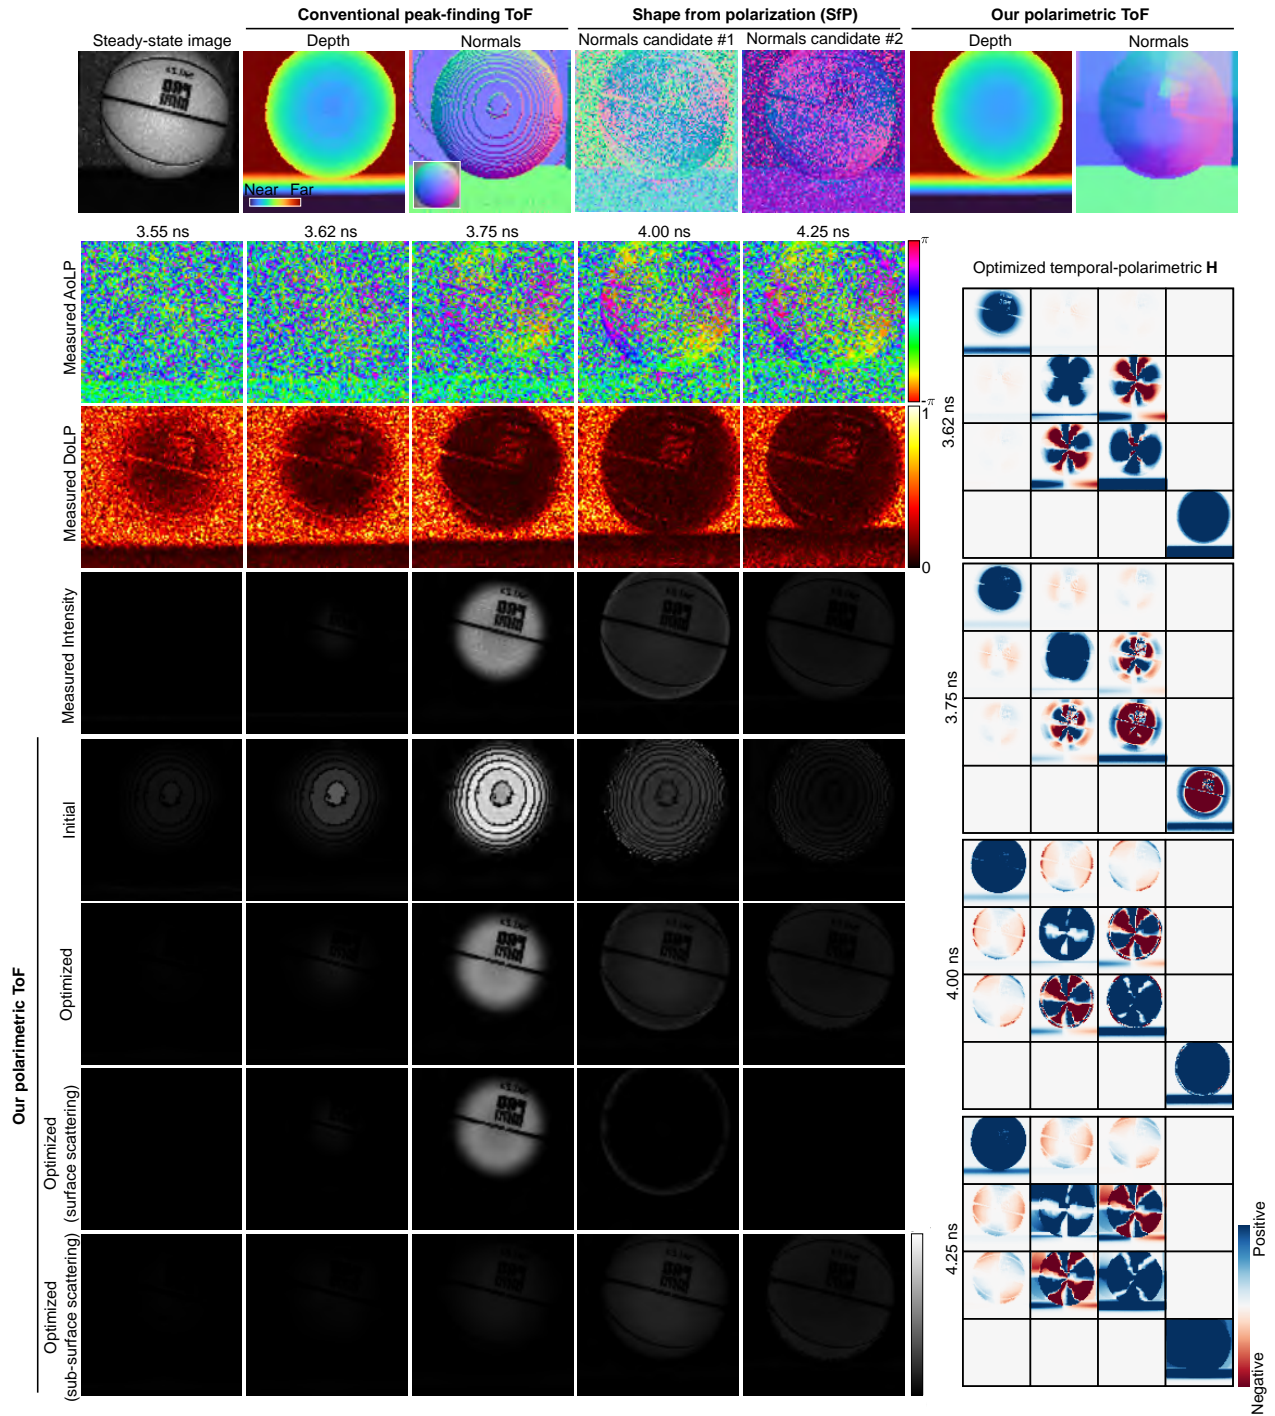 Conventional peak-finding ToF
Shape from polarization (SfP)
Our polarimetric ToF
Steady-state image
Depth
Normals
Normals candidate #1
Normals candidate #2
Depth
Normals
Near Far
3.55 ns
3.62 ns
3.75 ns
4.00 ns
4.25 ns
Measured AoLP
π
-π
Measured DoLP
1
0
Measured Intensity
Our polarimetric ToF
Initial
Optimized
Optimized
(surface scattering)
Optimized
(sub-surface scattering)
Optimized temporal-polarimetric H
3.62 ns
3.75 ns
4.00 ns
4.25 ns
Positive
Negative